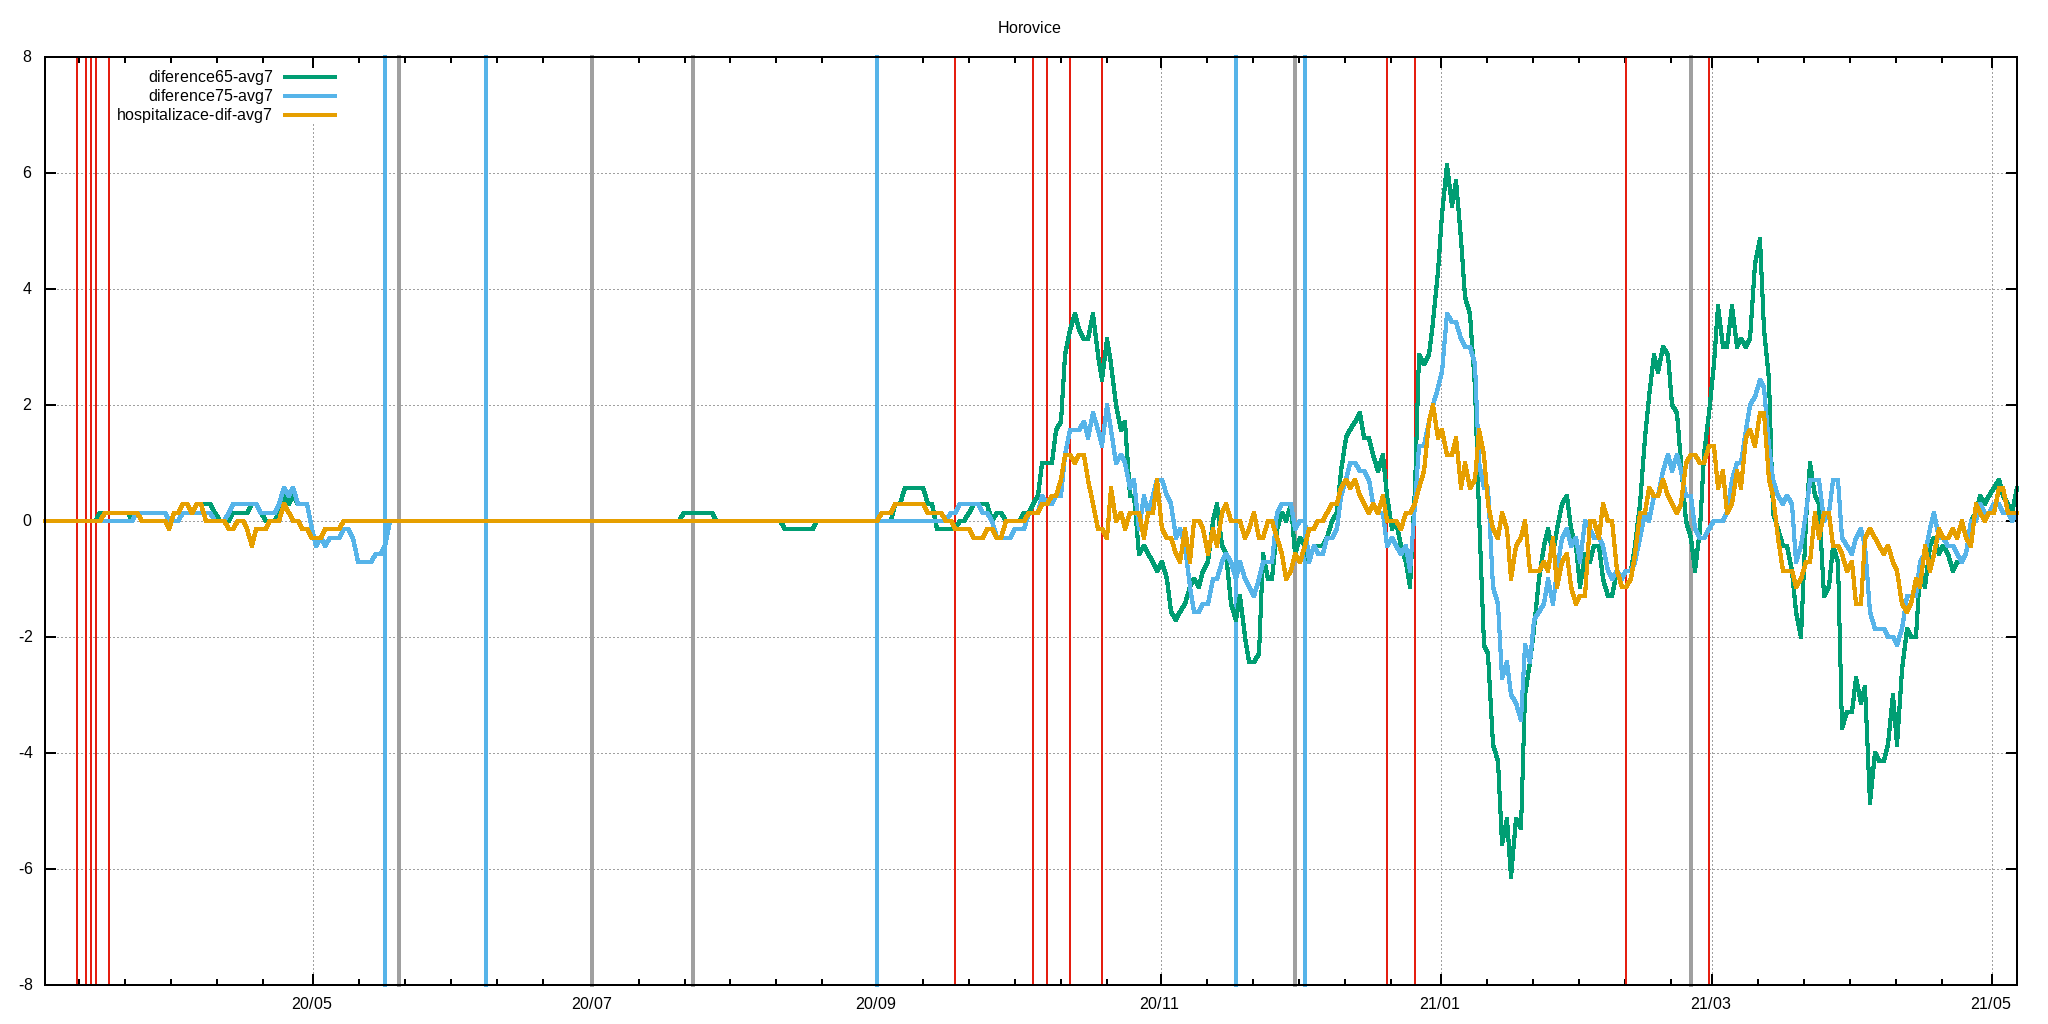 Horovice
diference65-avg7
diference75-avg7
hospitalizace-dif-avg7
8
6
4
2
0
-2
-4
-6
-8
20/05 20/07 20/09 20/11 21/01 21/03 21/05